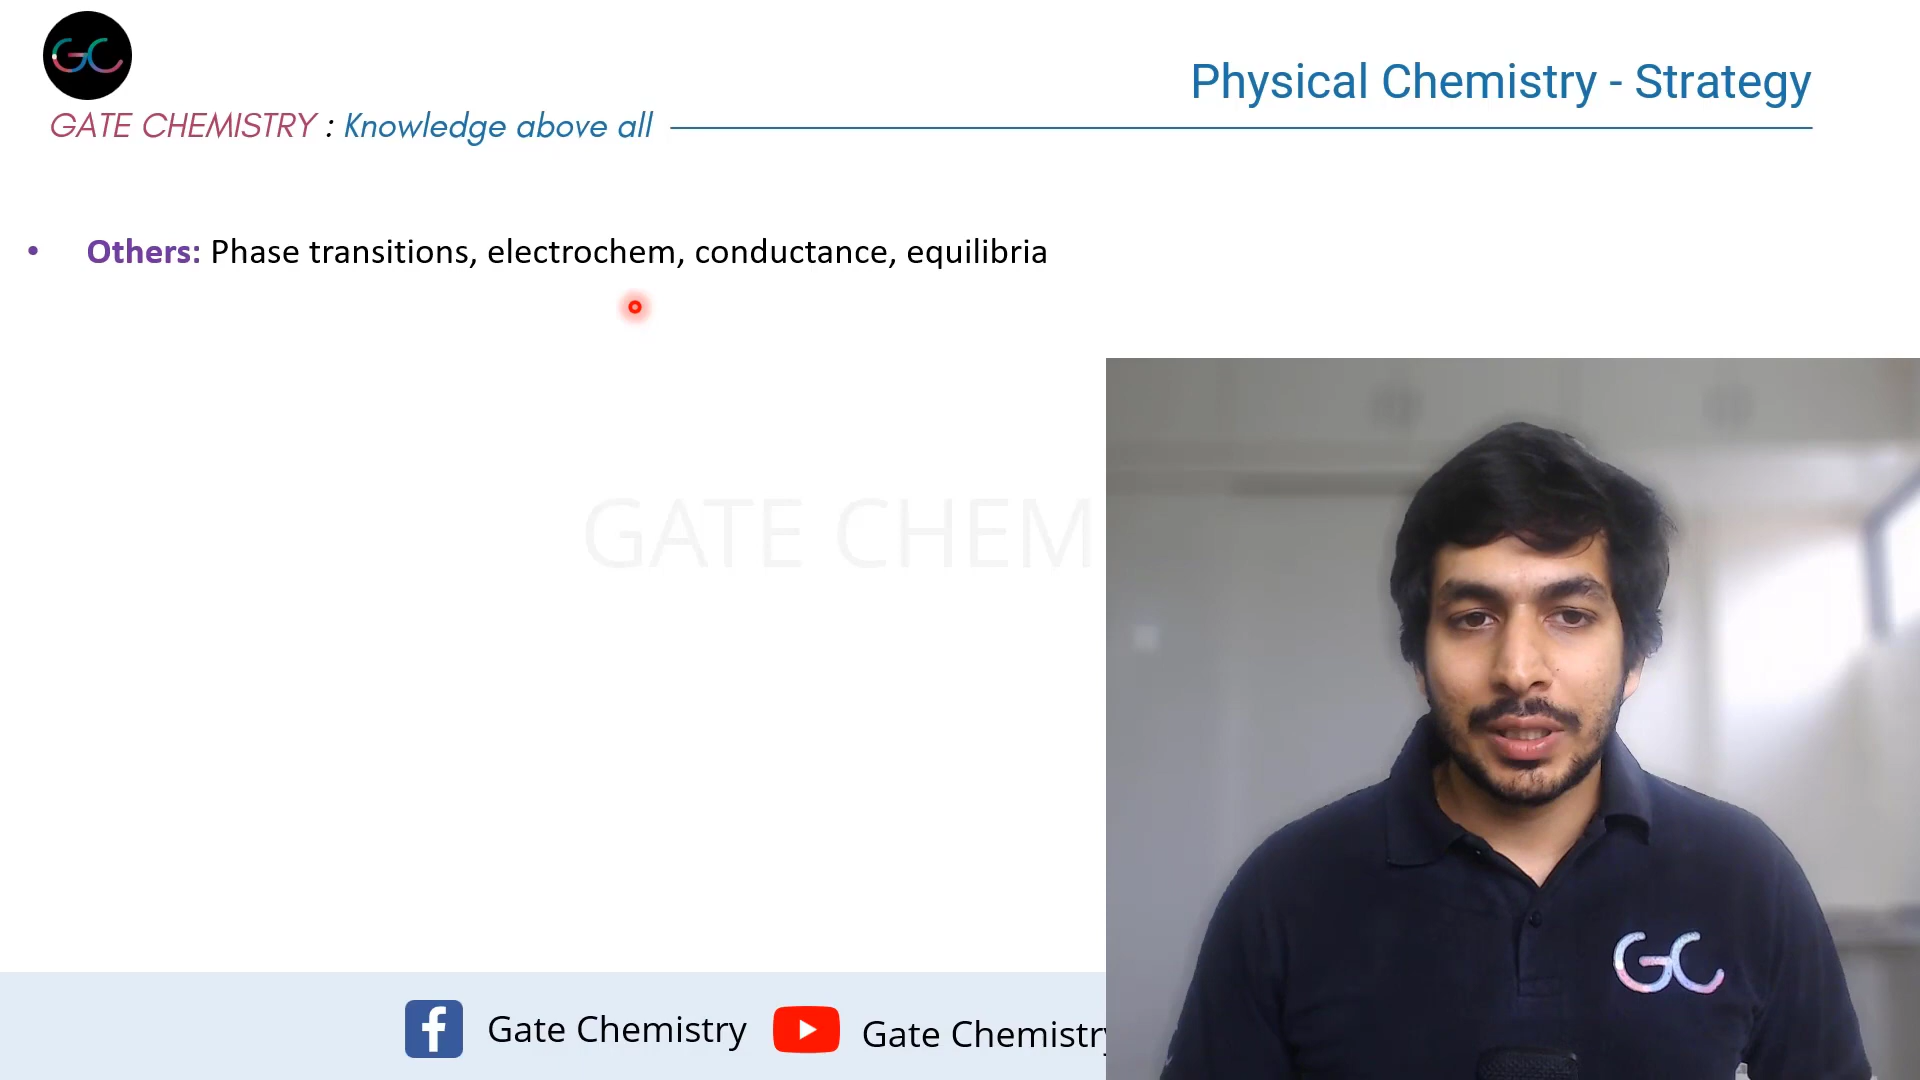 GC
Physical Chemistry - Strategy
GATE CHEMISTRY : Knowledge above all
• Others: Phase transitions, electrochem, conductance, equilibria
GATE CHEM
GC
Gate Chemistry
Gate Chemistry